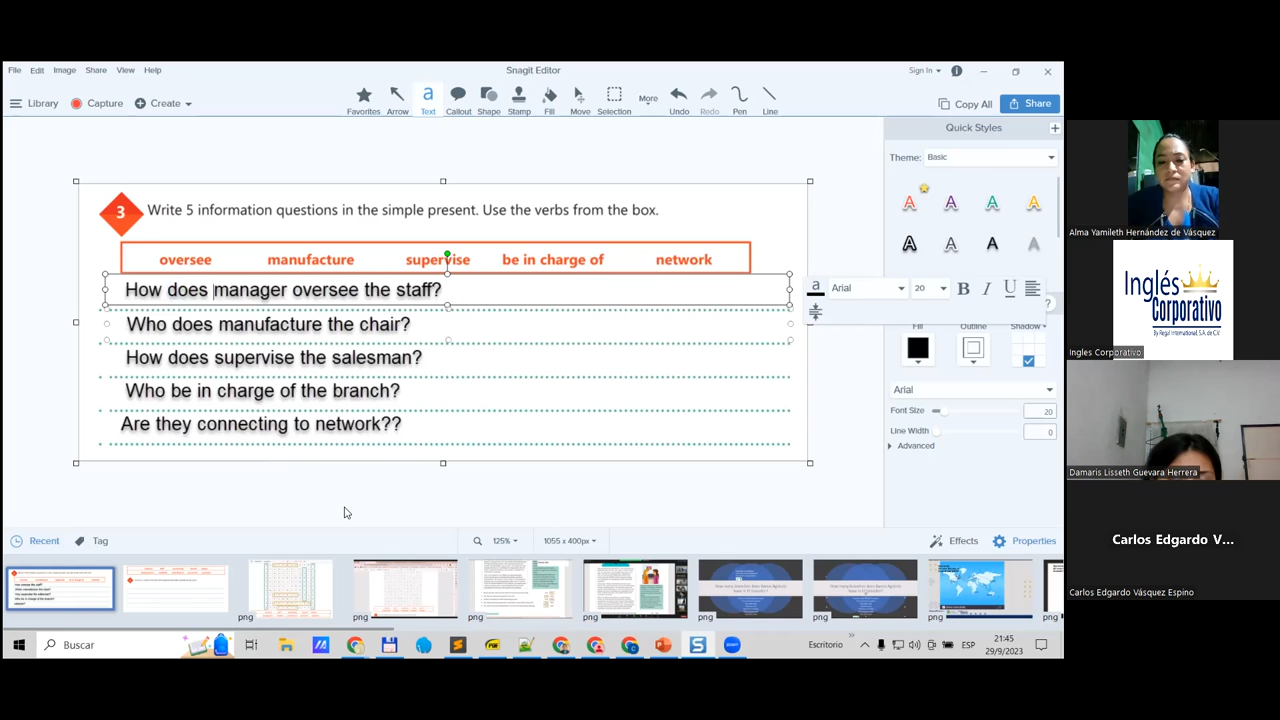 File Edit Image Share View Help
Snagit Editor
Sign In
Library Capture Create
Favorites Arrow Text Callout Shape Stamp Fill Move Selection More Undo Redo Pen Line
Copy All Share
Quick Styles
Theme: Basic
3 Write 5 information questions in the simple present. Use the verbs from the box.
oversee manufacture supervise be in charge of network
How does manager oversee the staff?
Who does manufacture the chair?
How does supervise the salesman?
Who be in charge of the branch?
Are they connecting to network??
a Arial 20 B I U
?
Fill Outline Shadow
Arial
Font Size 20
Line Width 0
Advanced
Recent Tag
125% 1055 x 400px
Effects Properties
png png png png png png png png
Buscar
Escritorio
ESP
21:45
29/9/2023
Alma Yamileth Hernández de Vásquez
Inglés
Corporativo
By Regal International, S.A. de C.V.
Ingles Corporativo
Damaris Lisseth Guevara Herrera
Carlos Edgardo V...
Carlos Edgardo Vásquez Espino